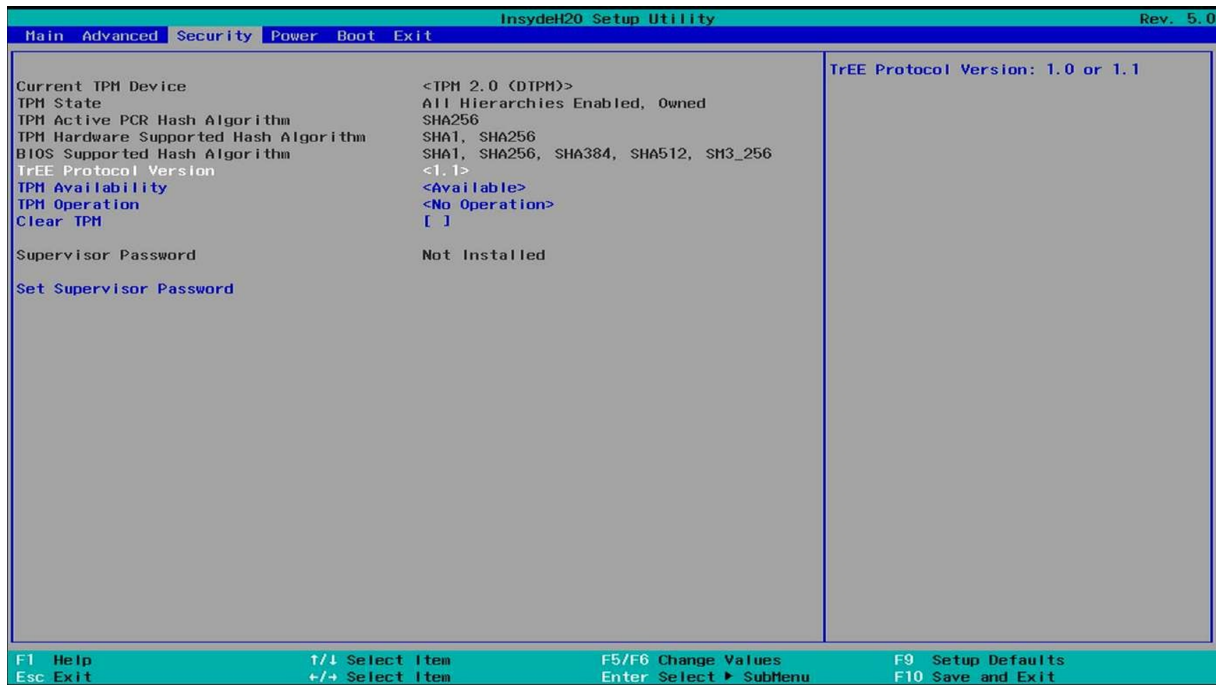 InsydeH2O Setup Utility Rev. 5.0
Main Advanced Security Power Boot Exit
TrEE Protocol Version: 1.0 or 1.1
Current TPM Device <TPM 2.0 (DTPM)>
TPM State All Hierarchies Enabled, Owned
TPM Active PCR Hash Algorithm SHA256
TPM Hardware Supported Hash Algorithm SHA1, SHA256
BIOS Supported Hash Algorithm SHA1, SHA256, SHA384, SHA512, SM3_256
TrEE Protocol Version <1.1>
TPM Availability <Available>
TPM Operation <No Operation>
Clear TPM [ ]
Supervisor Password Not Installed
Set Supervisor Password
F1 Help ↑/↓ Select Item F5/F6 Change Values F9 Setup Defaults
Esc Exit ←/→ Select Item Enter Select ▶ SubMenu F10 Save and Exit